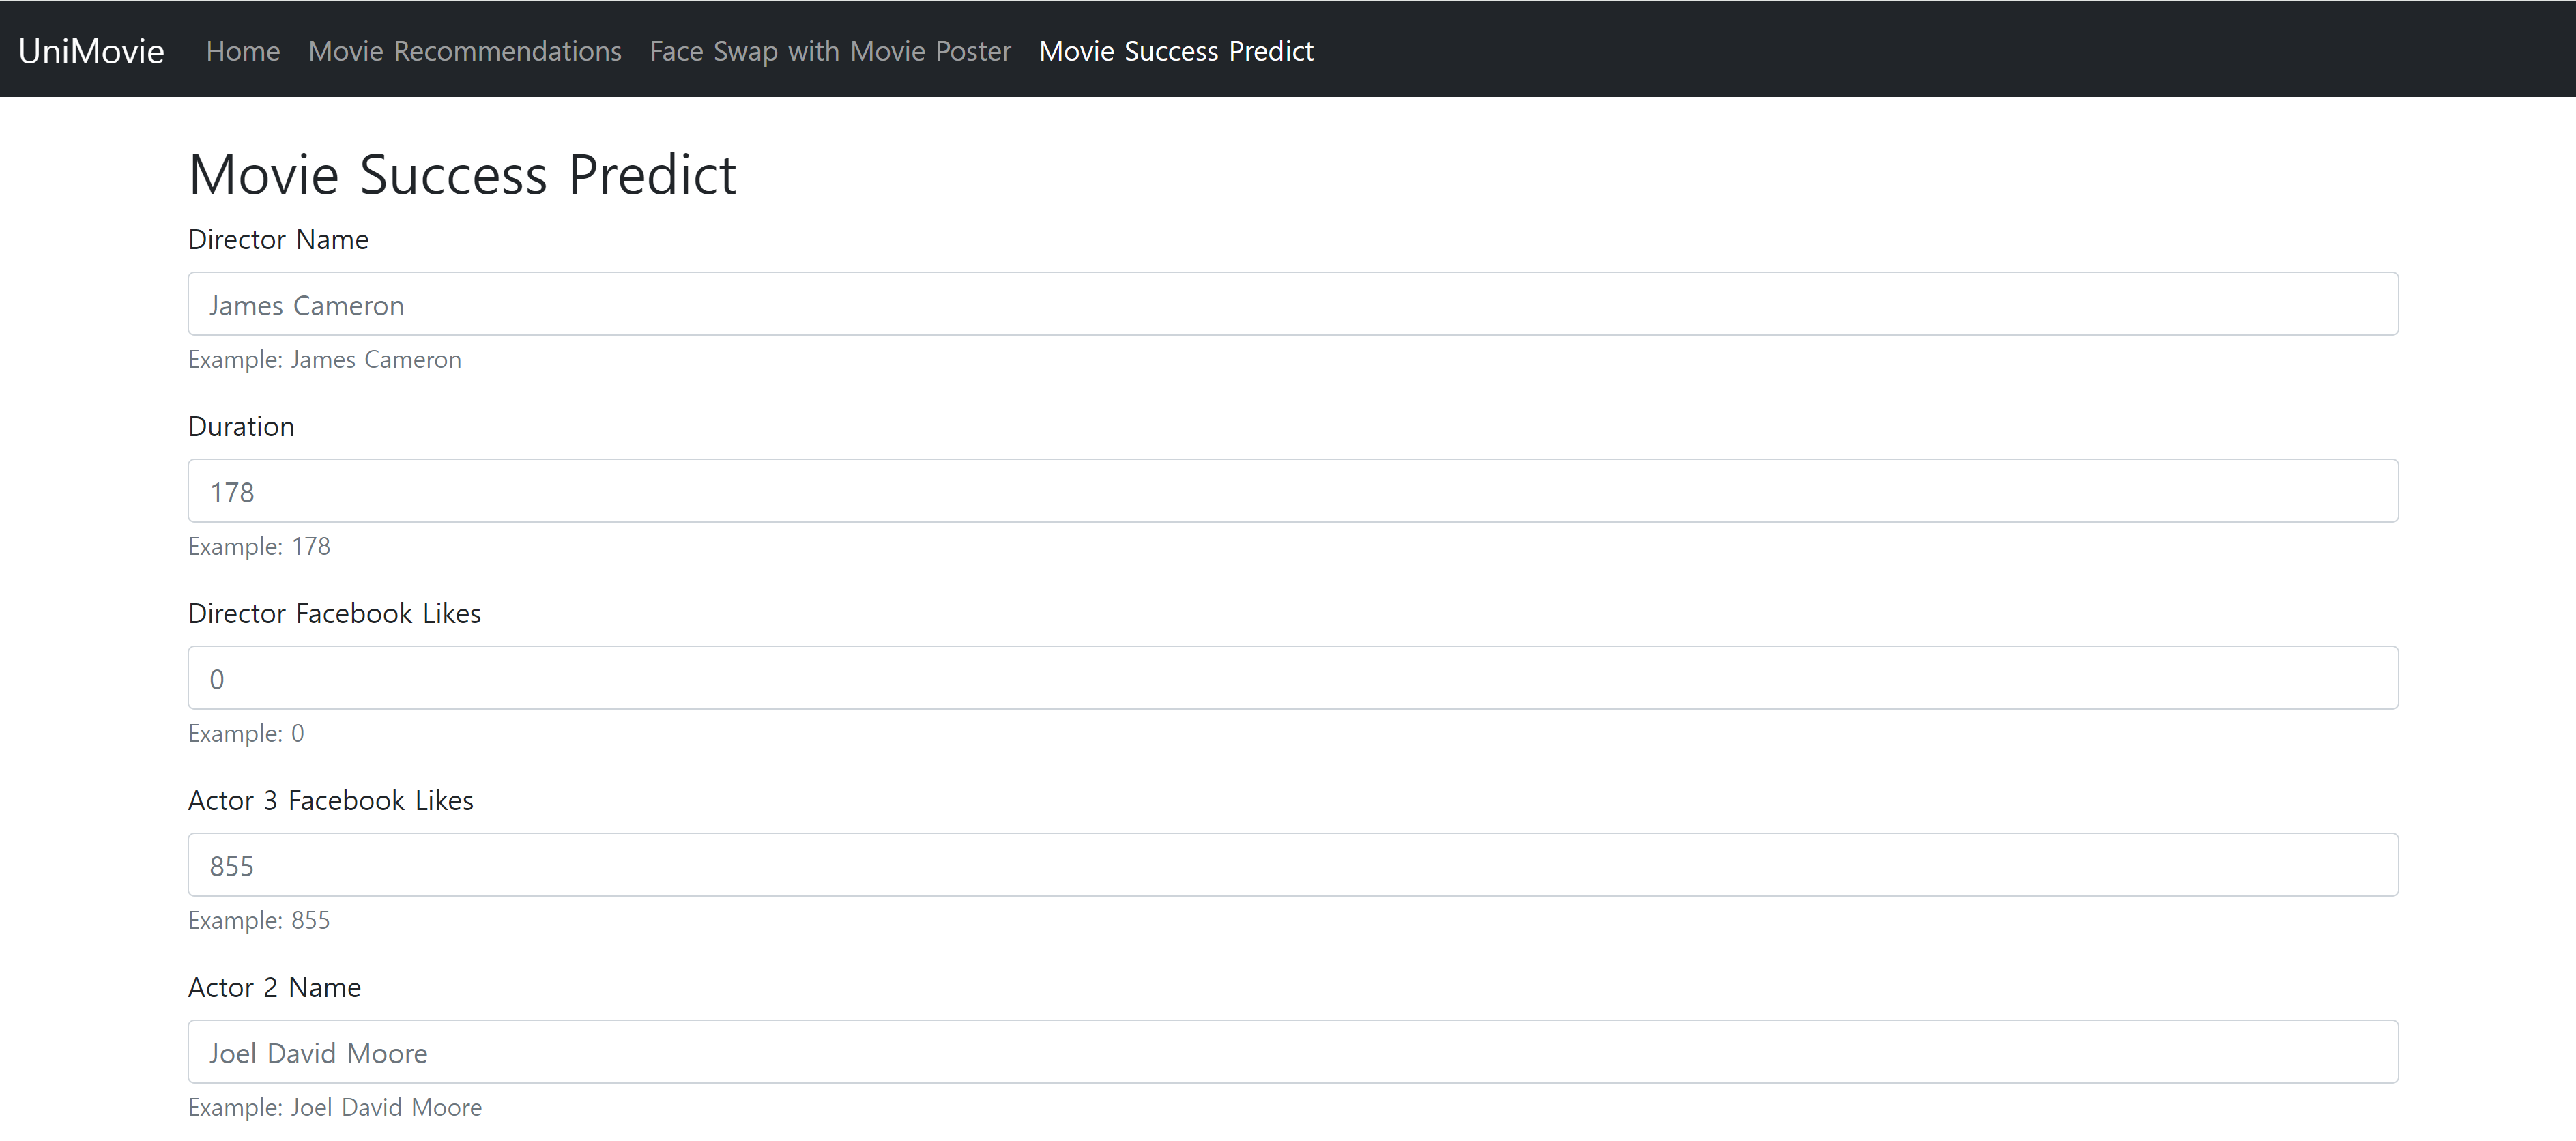 UniMovie Home Movie Recommendations Face Swap with Movie Poster Movie Success Predict
Movie Success Predict
Director Name
James Cameron
Example: James Cameron
Duration
178
Example: 178
Director Facebook Likes
0
Example: 0
Actor 3 Facebook Likes
855
Example: 855
Actor 2 Name
Joel David Moore
Example: Joel David Moore